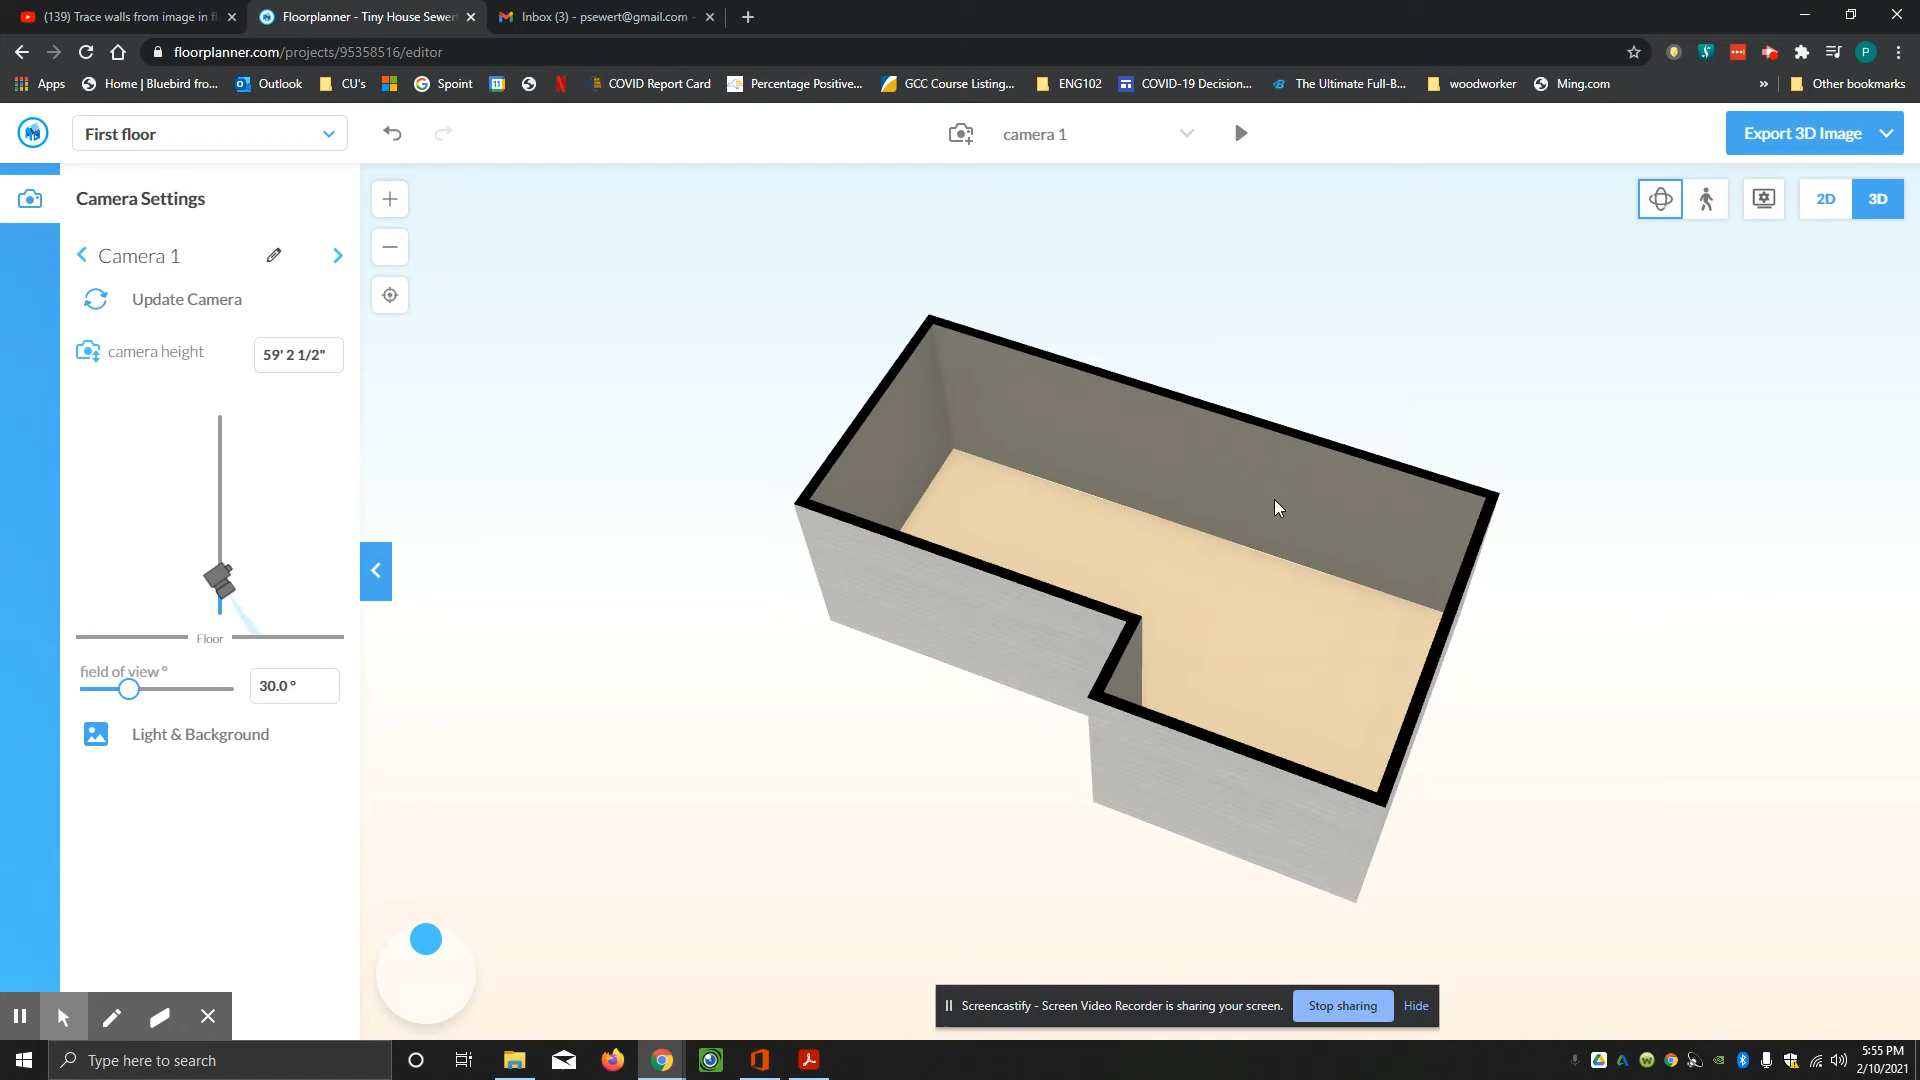 (139) Trace walls from image in fl
Floorplanner - Tiny House Sewert
Inbox (3) - psewert@gmail.com -
floorplanner.com/projects/95358516/editor
P
Apps
Home | Bluebird fro...
Outlook
CU's
Spoint
COVID Report Card
Percentage Positive...
GCC Course Listing...
ENG102
COVID-19 Decision...
The Ultimate Full-B...
woodworker
Ming.com
»
Other bookmarks
First floor
camera 1
Export 3D Image
Camera Settings
2D
3D
Camera 1
Update Camera
camera height
59' 2 1/2"
Floor
field of view °
30.0 °
Light & Background
Screencastify - Screen Video Recorder is sharing your screen.
Stop sharing
Hide
Type here to search
5:55 PM
2/10/2021